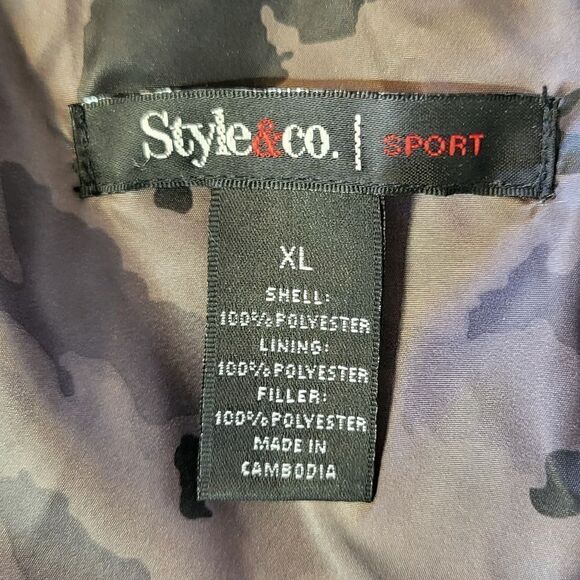 Style&co. | SPORT
XL
SHELL:
100% POLYESTER
LINING:
100% POLYESTER
FILLER:
100% POLYESTER
MADE IN
CAMBODIA